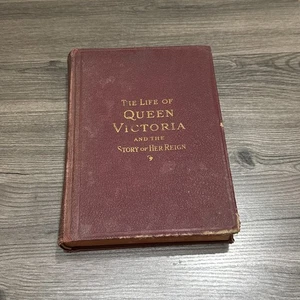 THE LIFE OF
QUEEN
VICTORIA
AND THE
STORY OF HER REIGN